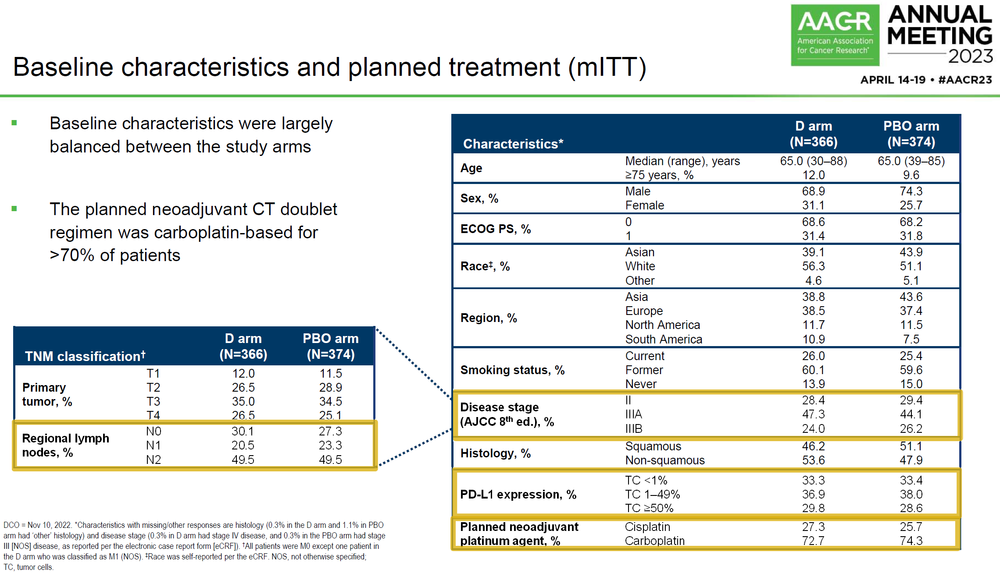 AACR
American Association
for Cancer Research®
ANNUAL
MEETING
2023
APRIL 14-19 • #AACR23
Baseline characteristics and planned treatment (mITT)
▪ Baseline characteristics were largely
balanced between the study arms
▪ The planned neoadjuvant CT doublet
regimen was carboplatin-based for
>70% of patients
TNM classification† D arm (N=366) PBO arm (N=374)
Primary tumor, %
T1 12.0 11.5
T2 26.5 28.9
T3 35.0 34.5
T4 26.5 25.1
Regional lymph nodes, %
N0 30.1 27.3
N1 20.5 23.3
N2 49.5 49.5
Characteristics* D arm (N=366) PBO arm (N=374)
Age
Median (range), years 65.0 (30–88) 65.0 (39–85)
≥75 years, % 12.0 9.6
Sex, %
Male 68.9 74.3
Female 31.1 25.7
ECOG PS, %
0 68.6 68.2
1 31.4 31.8
Race‡, %
Asian 39.1 43.9
White 56.3 51.1
Other 4.6 5.1
Region, %
Asia 38.8 43.6
Europe 38.5 37.4
North America 11.7 11.5
South America 10.9 7.5
Smoking status, %
Current 26.0 25.4
Former 60.1 59.6
Never 13.9 15.0
Disease stage
(AJCC 8th ed.), %
II 28.4 29.4
IIIA 47.3 44.1
IIIB 24.0 26.2
Histology, %
Squamous 46.2 51.1
Non-squamous 53.6 47.9
PD-L1 expression, %
TC <1% 33.3 33.4
TC 1–49% 36.9 38.0
TC ≥50% 29.8 28.6
Planned neoadjuvant
platinum agent, %
Cisplatin 27.3 25.7
Carboplatin 72.7 74.3
DCO = Nov 10, 2022. *Characteristics with missing/other responses are histology (0.3% in the D arm and 1.1% in PBO
arm had ‘other’ histology) and disease stage (0.3% in D arm had stage IV disease, and 0.3% in the PBO arm had stage
III [NOS] disease, as reported per the electronic case report form [eCRF]). †All patients were M0 except one patient in
the D arm who was classified as M1 (NOS). ‡Race was self-reported per the eCRF. NOS, not otherwise specified;
TC, tumor cells.